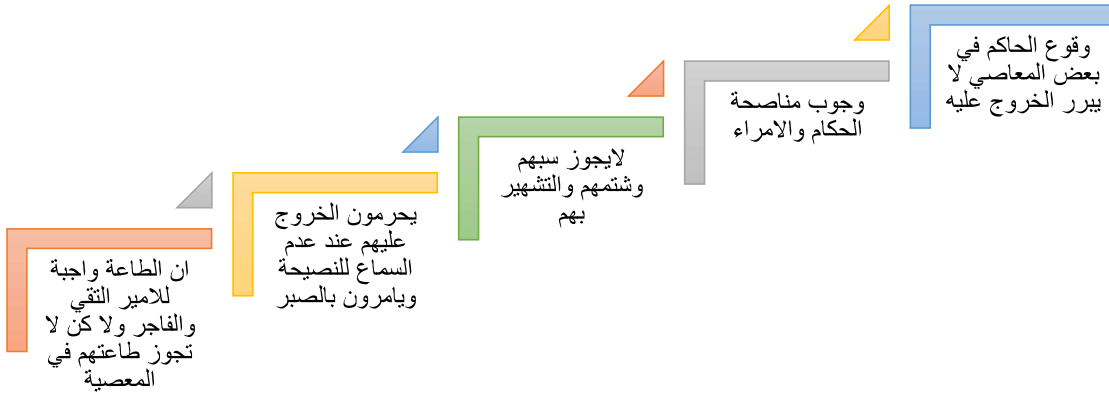 وقوع الحاكم في
بعض المعاصي لا
يبرر الخروج عليه
وجوب مناصحة
الحكام والامراء
لايجوز سبهم
وشتمهم والتشهير
بهم
يحرمون الخروج
عليهم عند عدم
السماع للنصيحة
ويامرون بالصبر
ان الطاعة واجبة
للامير التقي
والفاجر ولا كن لا
تجوز طاعتهم في
المعصية